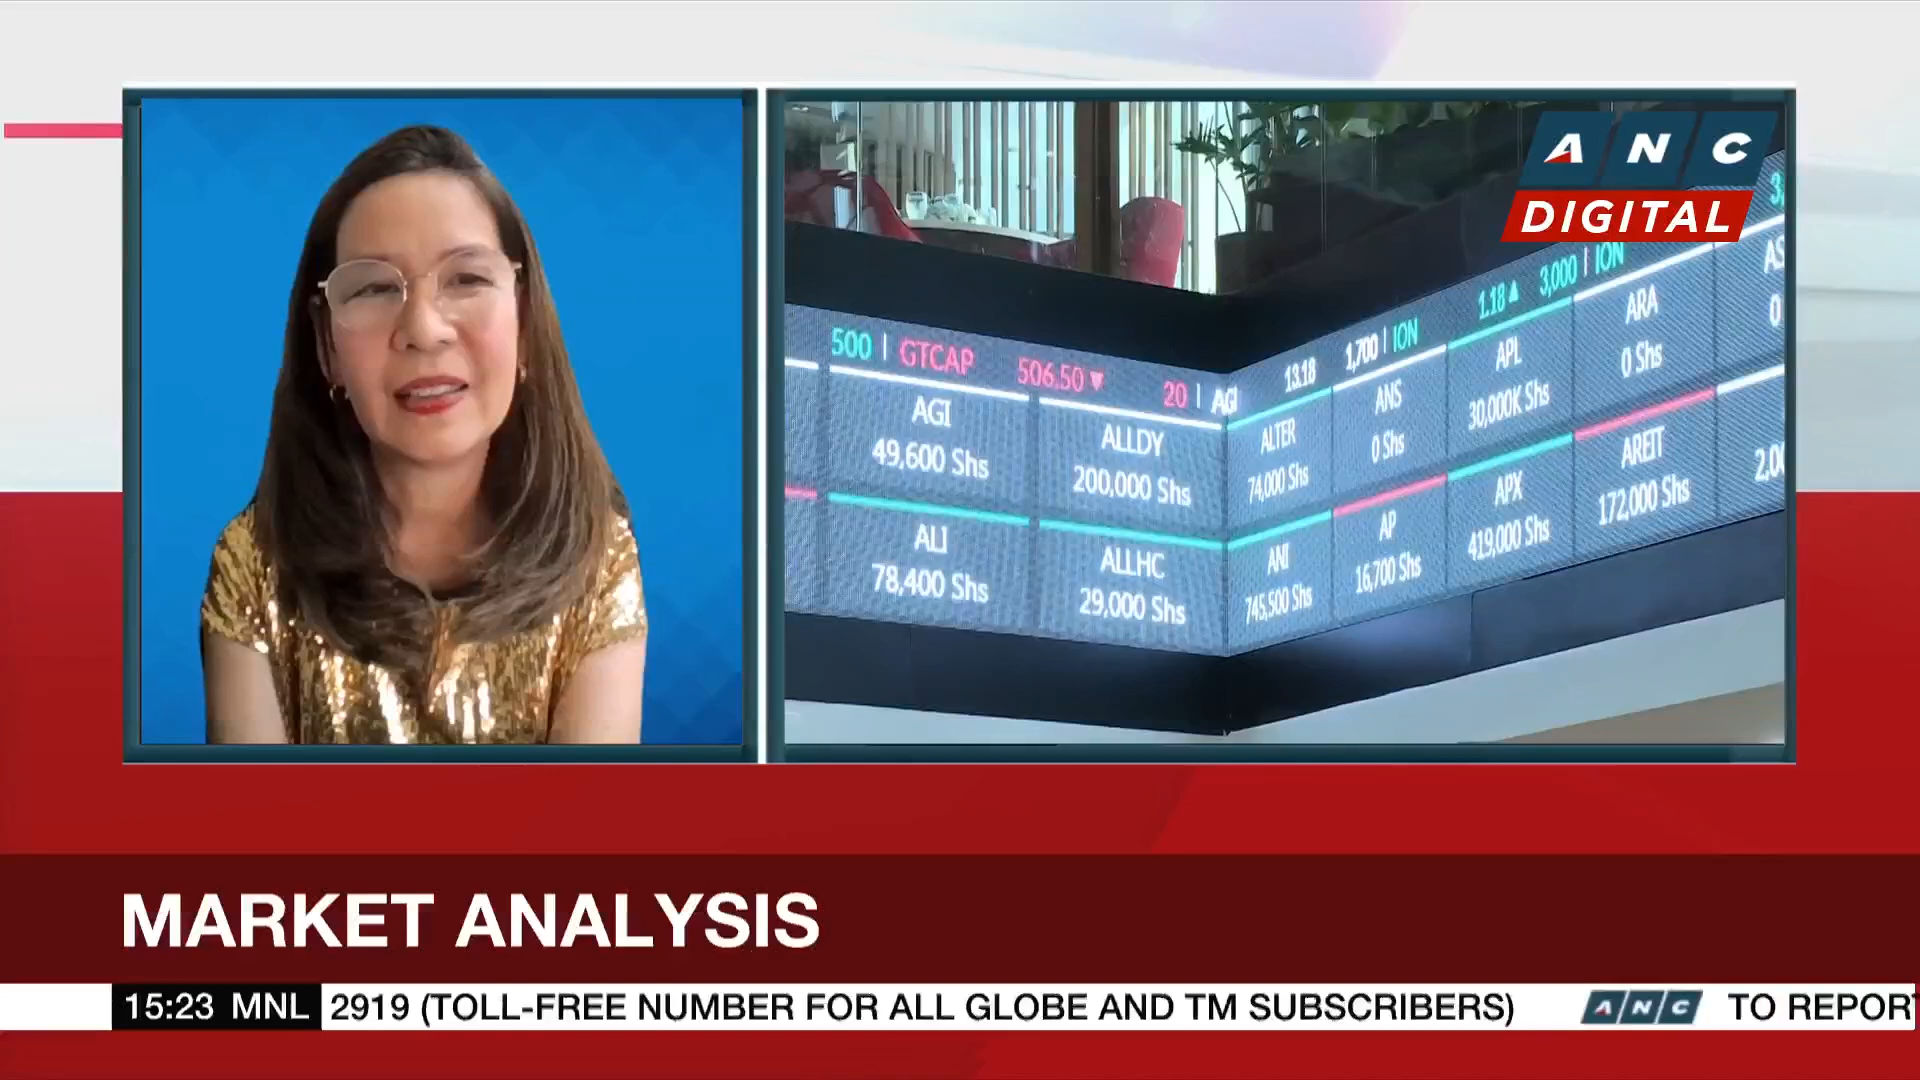 ANC
DIGITAL
3
500 | GTCAP 506.50 ▼ 20 | AGI 13.18 1,700 | ION 1.18 ▲ 3,000 | ION
AGI
49,600 Shs
ALLDY
200,000 Shs
ALTER
74,000 Shs
ANS
0 Shs
APL
30,000K Shs
ARA
0 Shs
AS
0
ALI
78,400 Shs
ALLHC
29,000 Shs
ANI
745,500 Shs
AP
16,700 Shs
APX
419,000 Shs
AREIT
172,000 Shs
MARKET ANALYSIS
15:23 MNL 2919 (TOLL-FREE NUMBER FOR ALL GLOBE AND TM SUBSCRIBERS) ANC TO REPOR